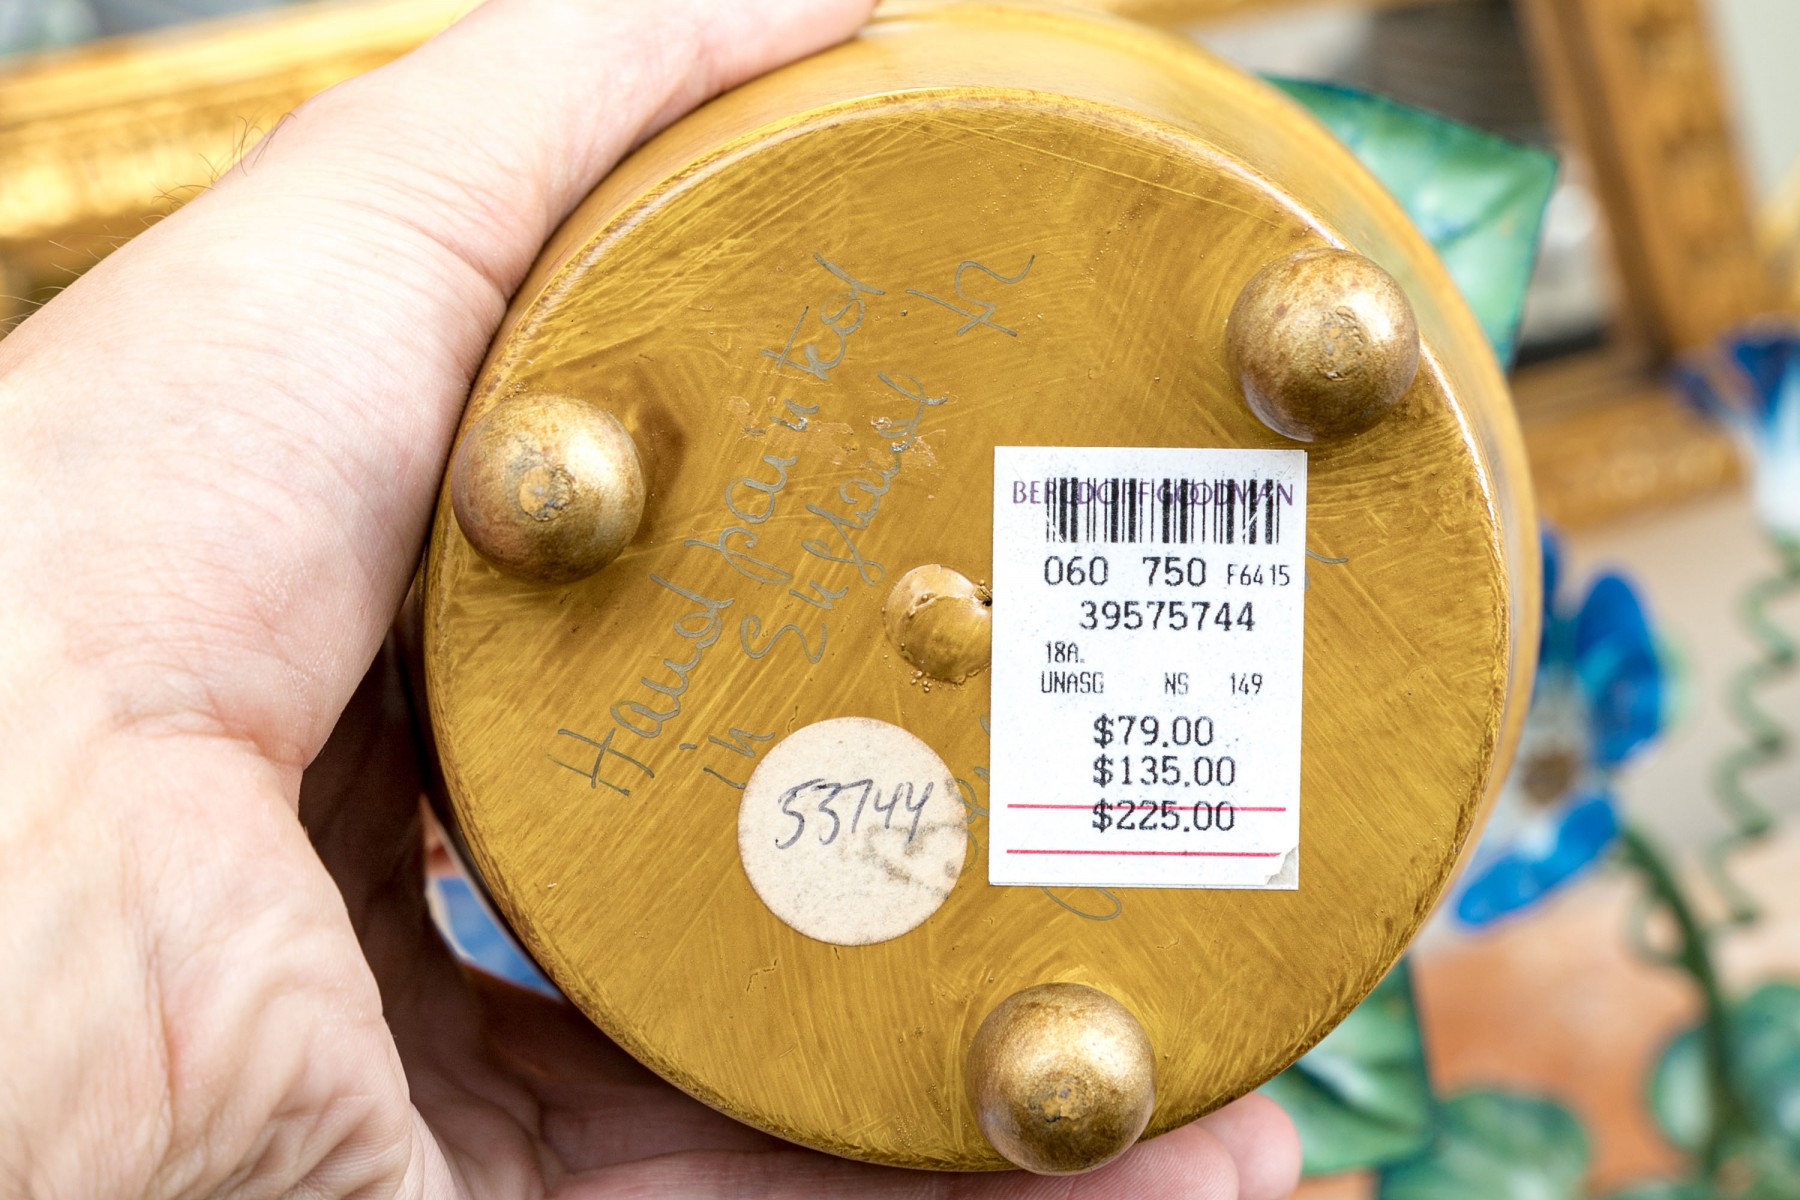 Hand painted
in England
BERGDORF GOODMAN
060 750 F6415
39575744
18A.
UNASG NS 149
$79.00
$135.00
$225.00
53744